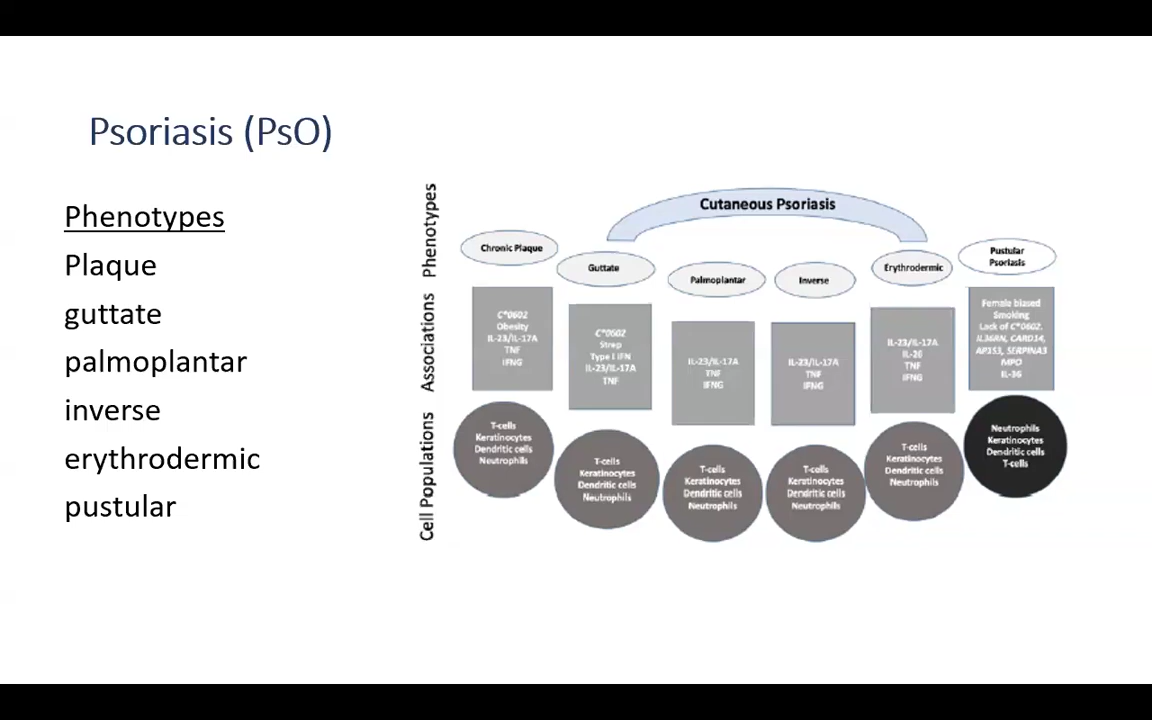 Psoriasis (PsO)
Phenotypes
Plaque
guttate
palmoplantar
inverse
erythrodermic
pustular
Phenotypes
Associations
Cell Populations
Cutaneous Psoriasis
Chronic Plaque
C*0602
Obesity
IL-23/IL-17A
TNF
IFNG
T-cells
Keratinocytes
Dendritic cells
Neutrophils
Guttate
C*0602
Strep
Type I IFN
IL-23/IL-17A
TNF
T-cells
Keratinocytes
Dendritic cells
Neutrophils
Palmoplantar
IL-23/IL-17A
TNF
IFNG
T-cells
Keratinocytes
Dendritic cells
Neutrophils
Inverse
IL-23/IL-17A
TNF
IFNG
T-cells
Keratinocytes
Dendritic cells
Neutrophils
Erythrodermic
IL-23/IL-17A
TNF
IFNG
T-cells
Keratinocytes
Dendritic cells
Neutrophils
Pustular
Psoriasis
Female biased
Smoking
Lack of C*0602.
IL36RN, CARD14,
AP1S3, SERPINA3
MPO
IL-36
Neutrophils
Keratinocytes
Dendritic cells
T-cells